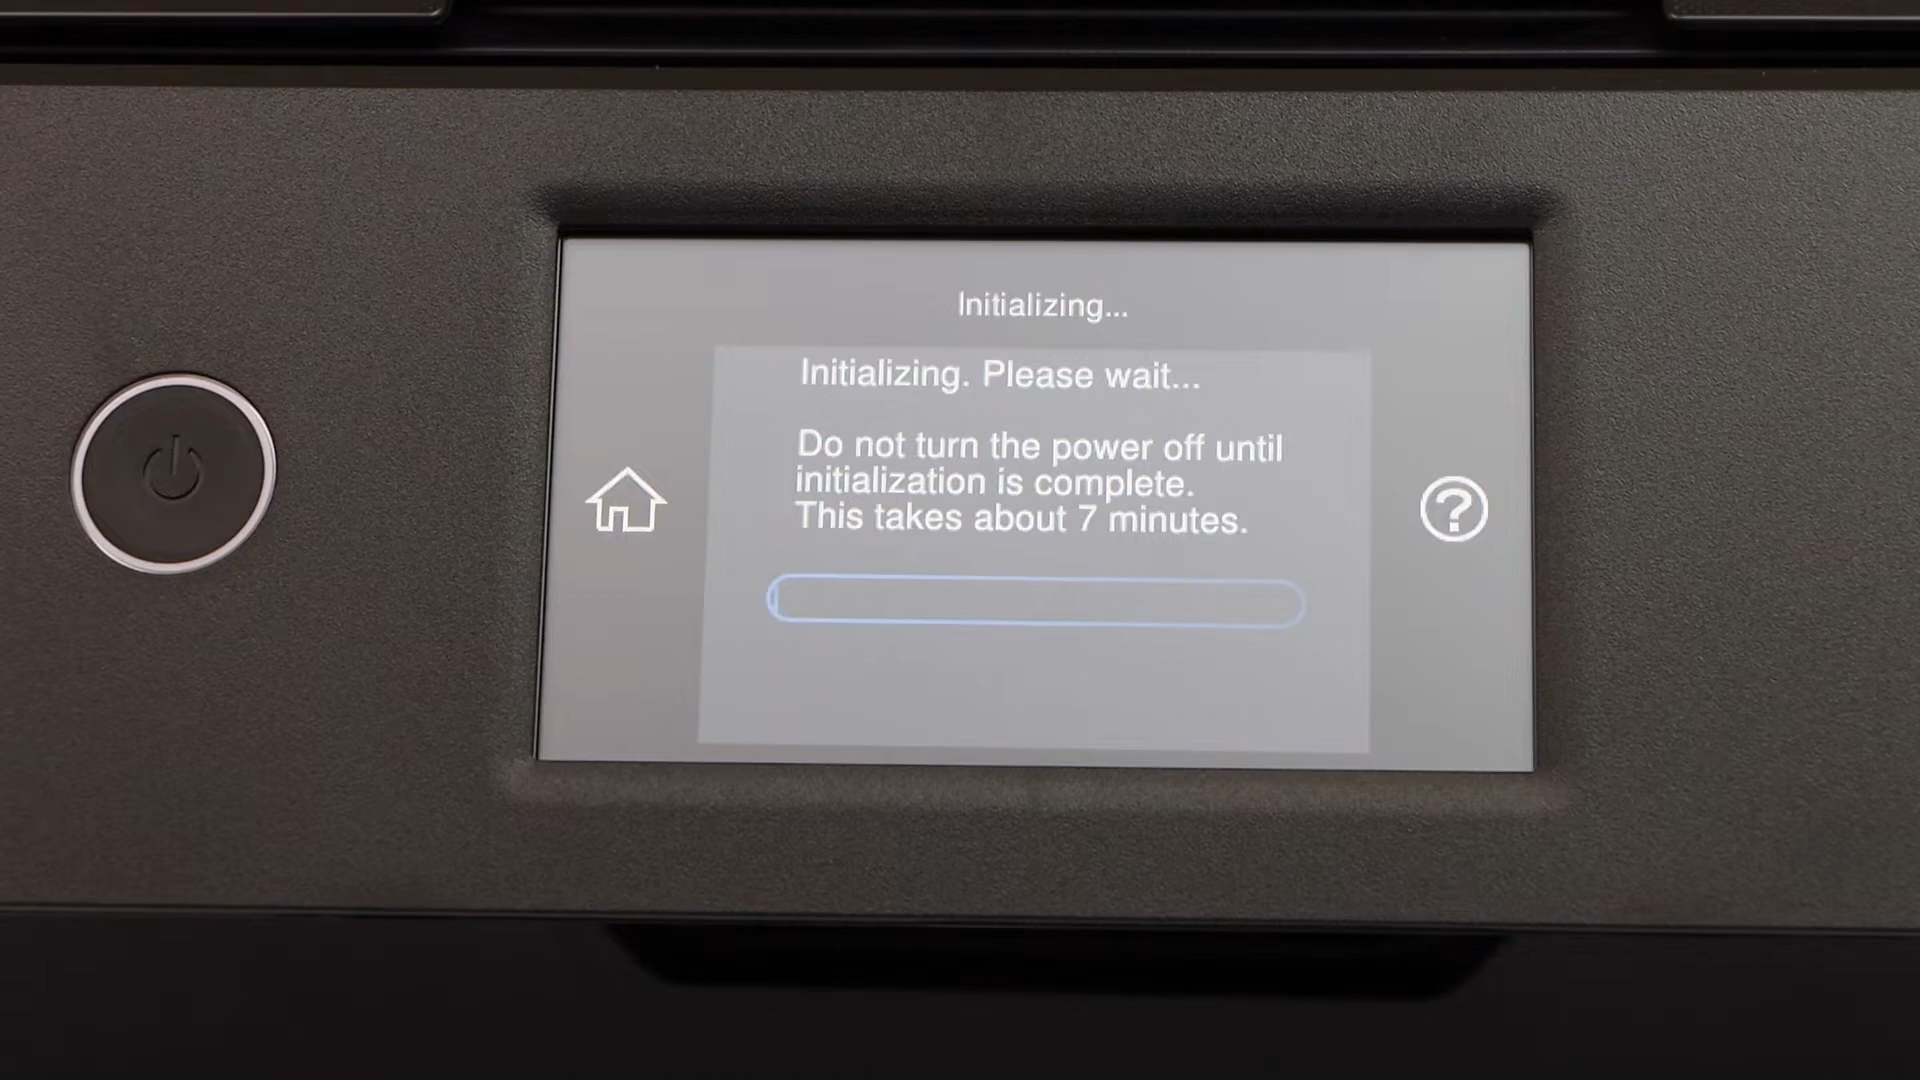 Initializing...
Initializing. Please wait...
Do not turn the power off until
initialization is complete.
This takes about 7 minutes.
?